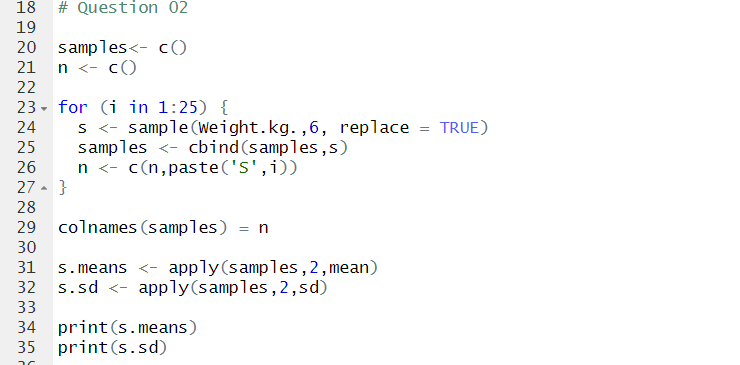 18 # Question 02
19
20 samples<- c()
21 n <- c()
22
23 for (i in 1:25) {
24   s <- sample(Weight.kg.,6, replace = TRUE)
25   samples <- cbind(samples,s)
26   n <- c(n,paste('S',i))
27 }
28
29 colnames(samples) = n
30
31 s.means <- apply(samples,2,mean)
32 s.sd <- apply(samples,2,sd)
33
34 print(s.means)
35 print(s.sd)